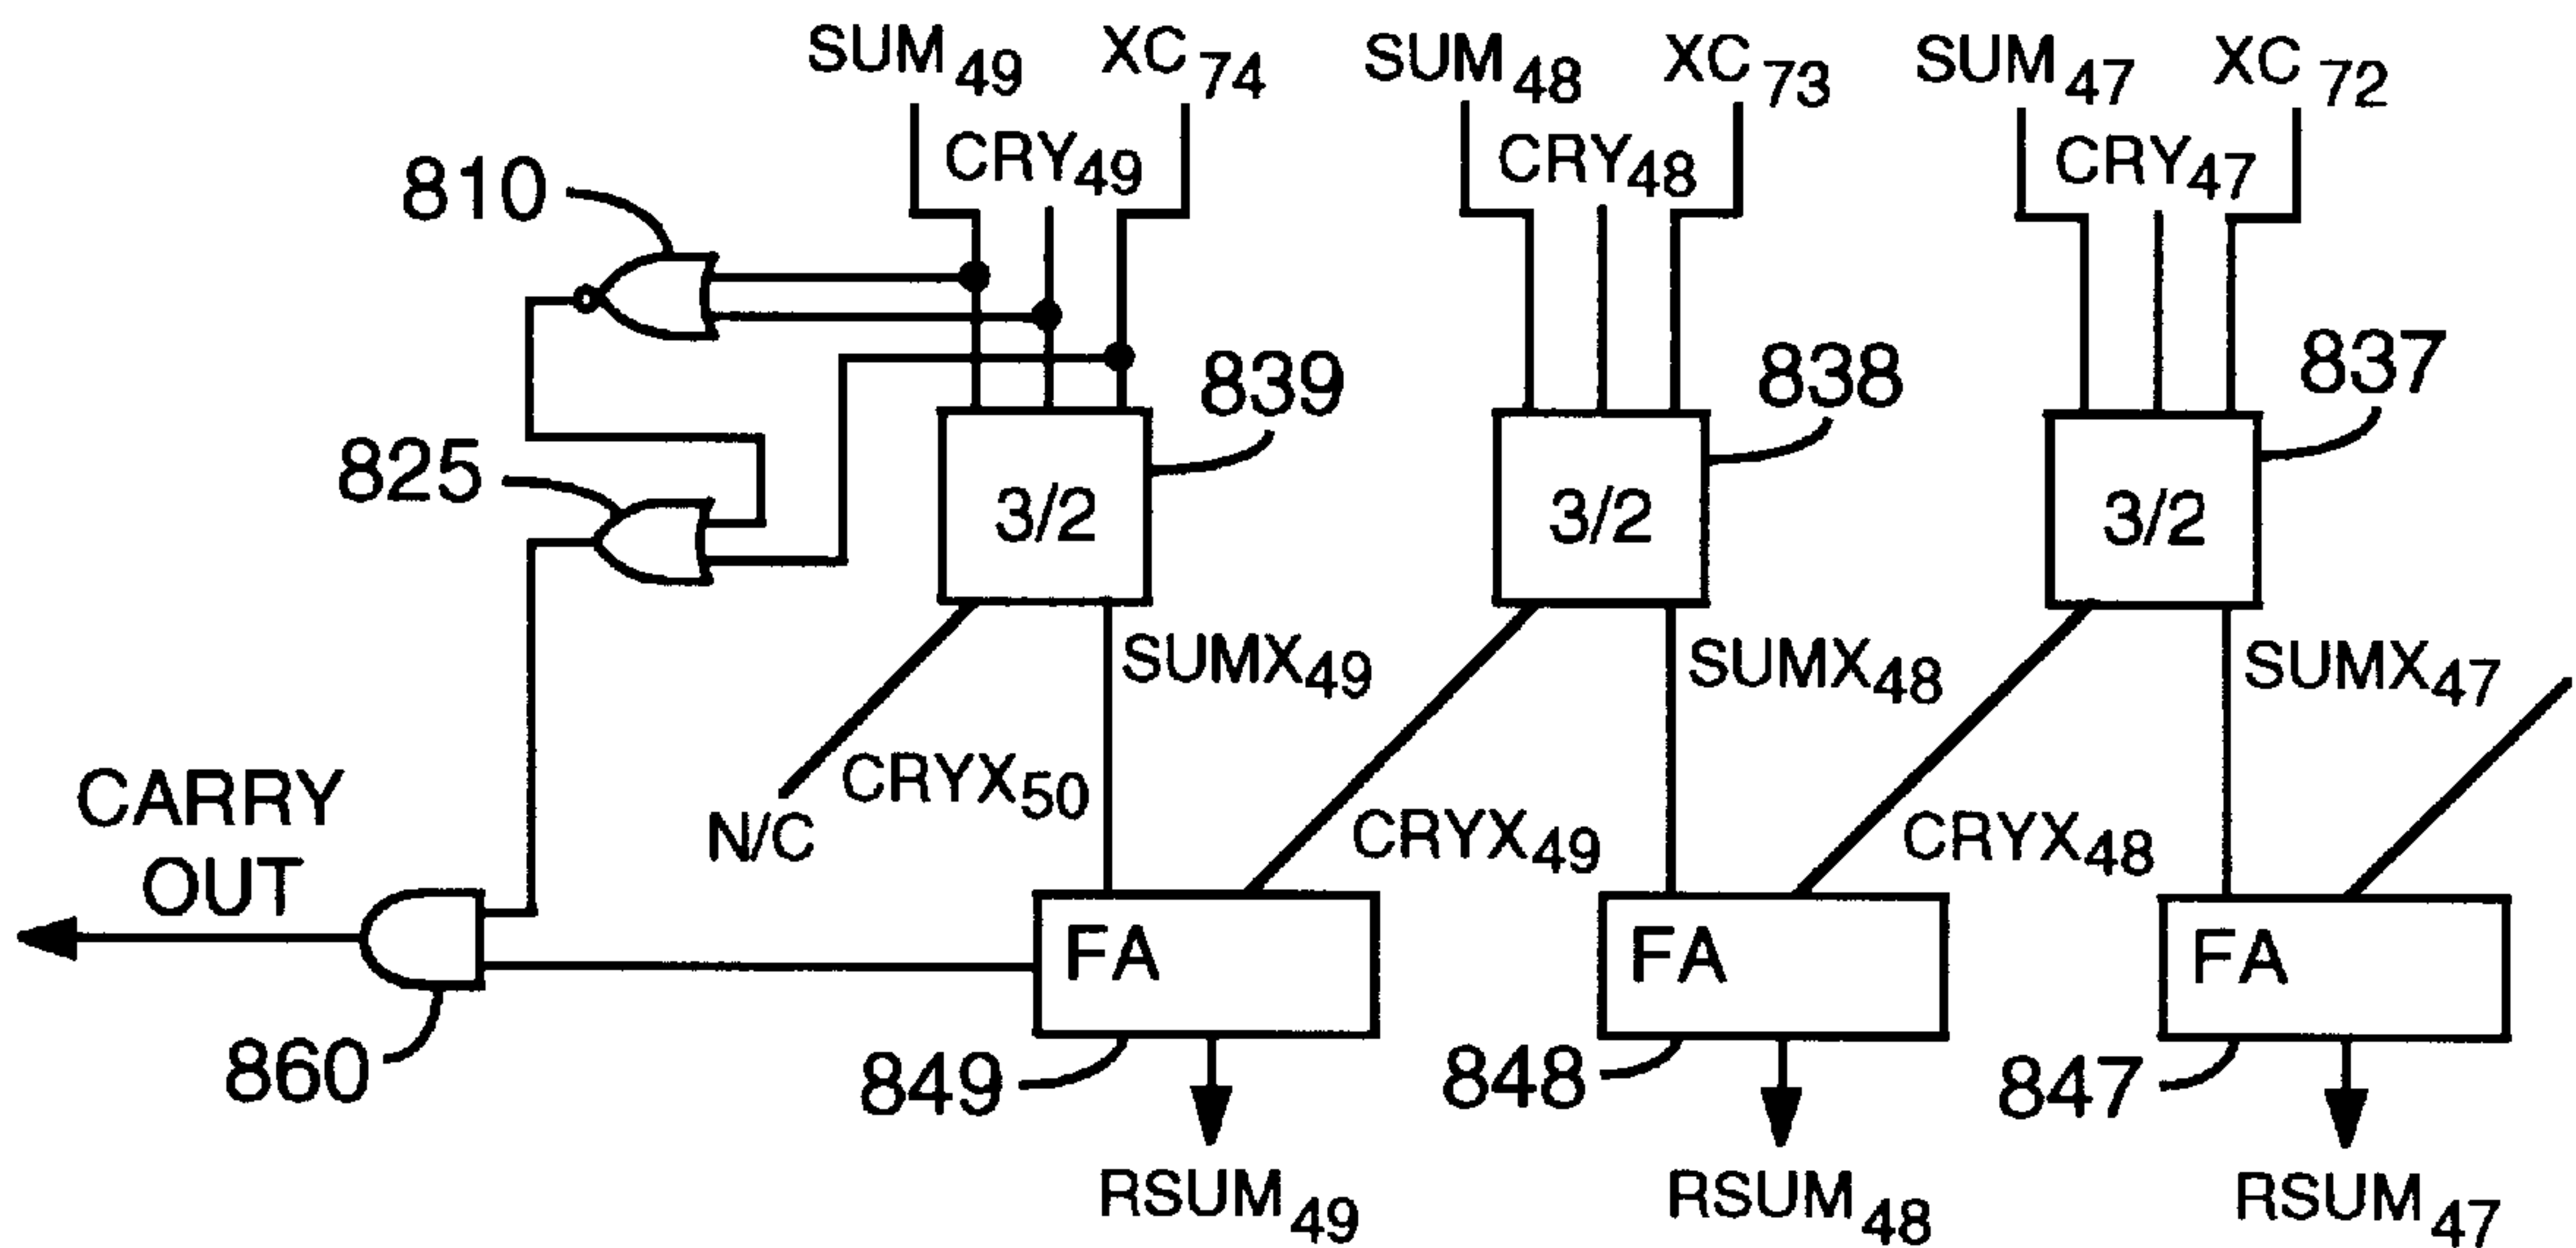 SUM49 XC74 SUM48 XC73 SUM47 XC72
CRY49 CRY48 CRY47
810
839 838 837
825
3/2 3/2 3/2
SUMX49 SUMX48 SUMX47
CARRY
OUT
N/C CRYX50 CRYX49 CRYX48
FA FA FA
860 849 848 847
RSUM49 RSUM48 RSUM47